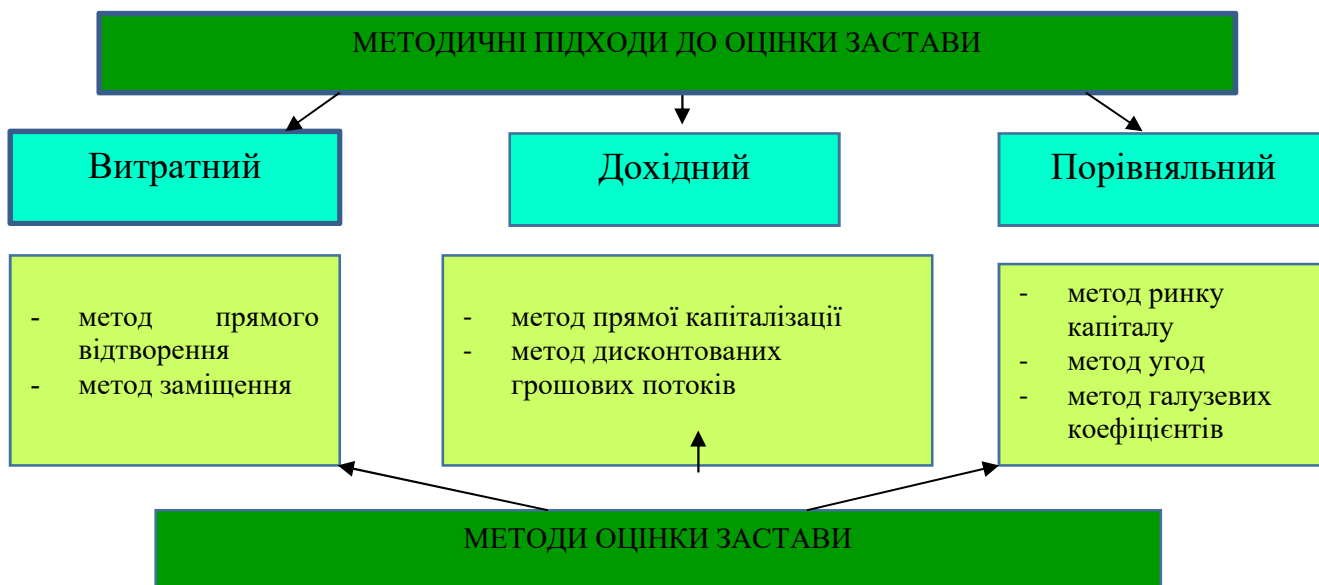 МЕТОДИЧНІ ПІДХОДИ ДО ОЦІНКИ ЗАСТАВИ
Витратний
Дохідний
Порівняльний
- метод прямого
відтворення
- метод заміщення
- метод прямої капіталізації
- метод дисконтованих
грошових потоків
- метод ринку
капіталу
- метод угод
- метод галузевих
коефіцієнтів
МЕТОДИ ОЦІНКИ ЗАСТАВИ